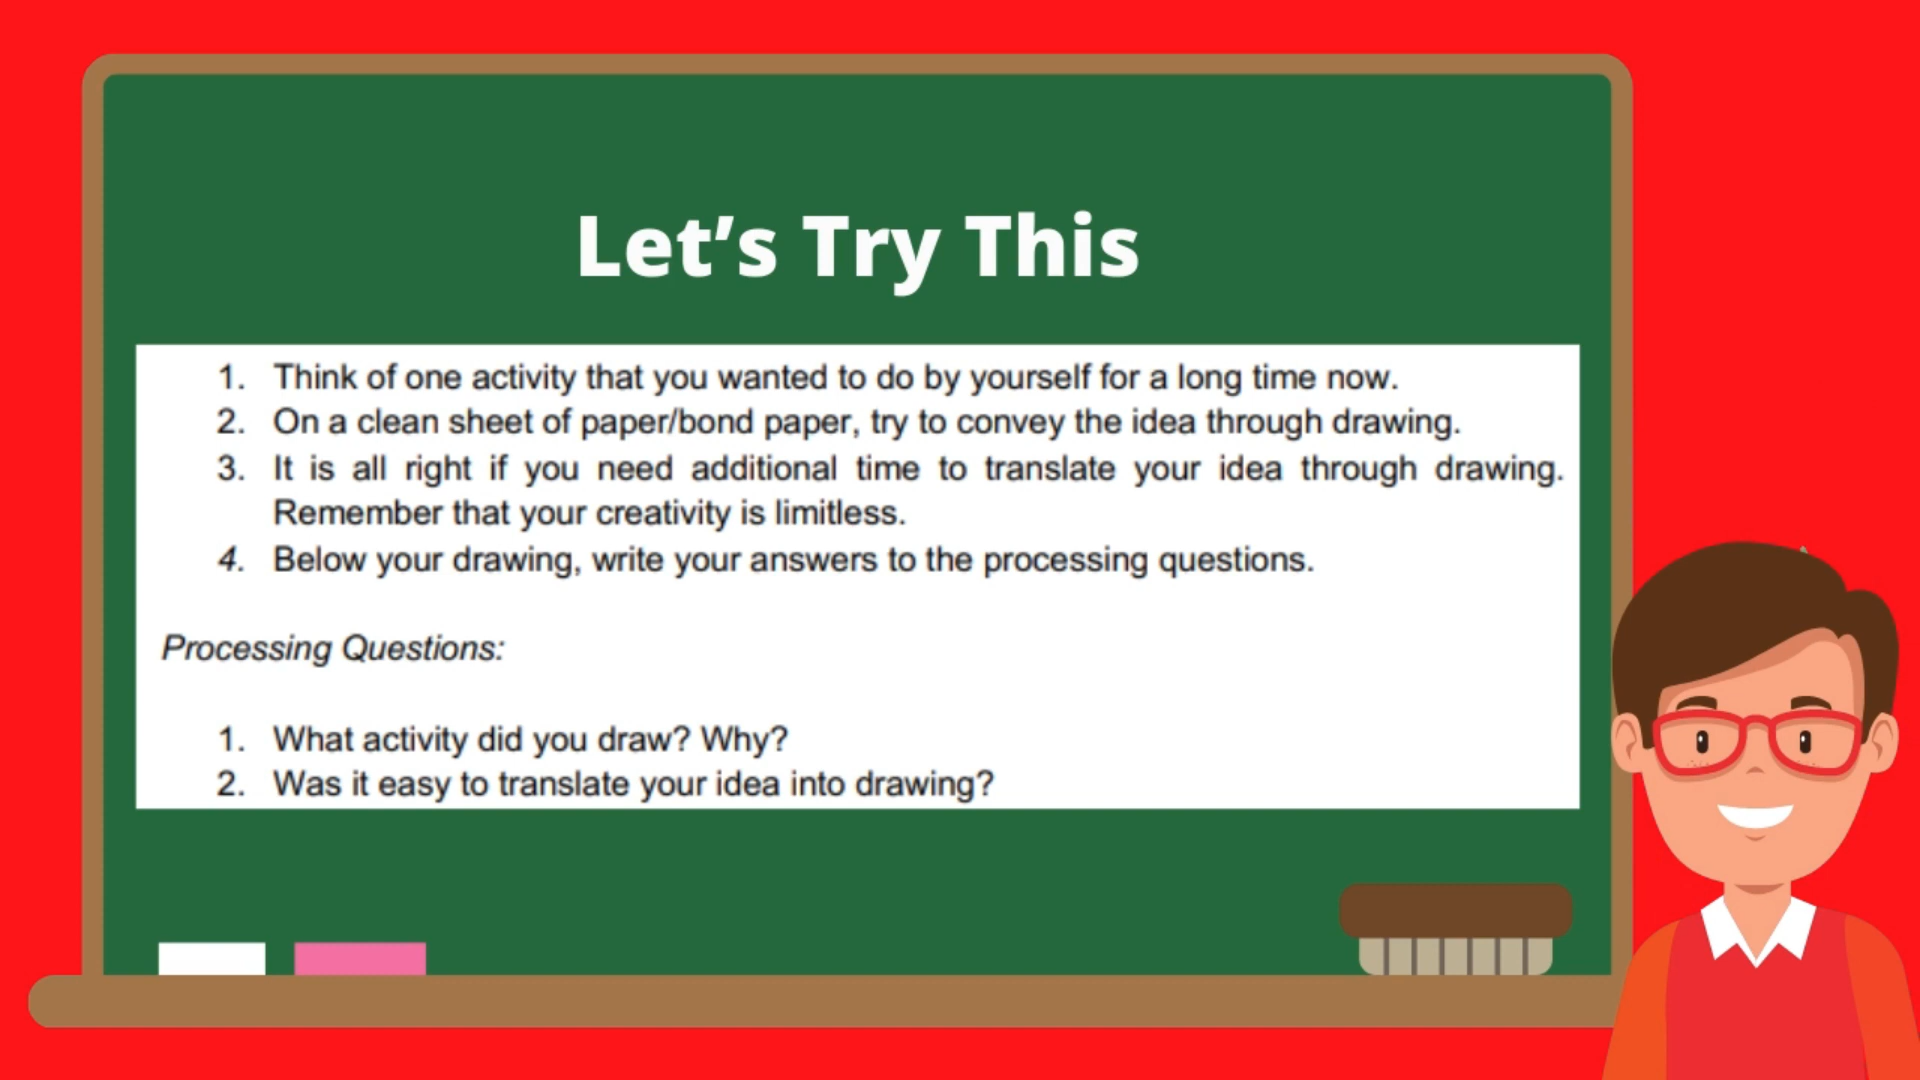 Let’s Try This
1. Think of one activity that you wanted to do by yourself for a long time now.
2. On a clean sheet of paper/bond paper, try to convey the idea through drawing.
3. It is all right if you need additional time to translate your idea through drawing.
Remember that your creativity is limitless.
4. Below your drawing, write your answers to the processing questions.
Processing Questions:
1. What activity did you draw? Why?
2. Was it easy to translate your idea into drawing?